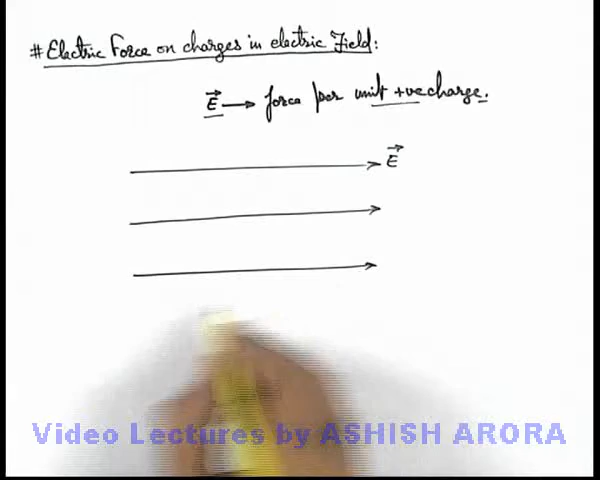 # Electric Force on charges in electric Field:
E → force per unit +ve charge.
E
Video Lectures by ASHISH ARORA